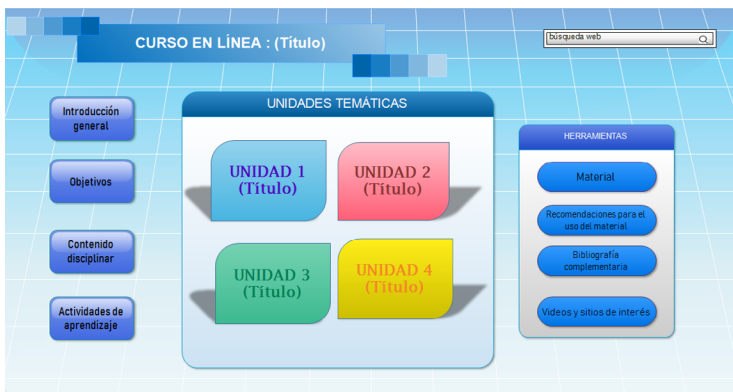 CURSO EN LÍNEA : (Título)
búsqueda web
Introducción
general
Objetivos
Contenido
disciplinar
Actividades de
aprendizaje
UNIDADES TEMÁTICAS
UNIDAD 1
(Título)
UNIDAD 2
(Título)
UNIDAD 3
(Título)
UNIDAD 4
(Título)
HERRAMIENTAS
Material
Recomendaciones para el
uso del material
Bibliografía
complementaria
Videos y sitios de interés